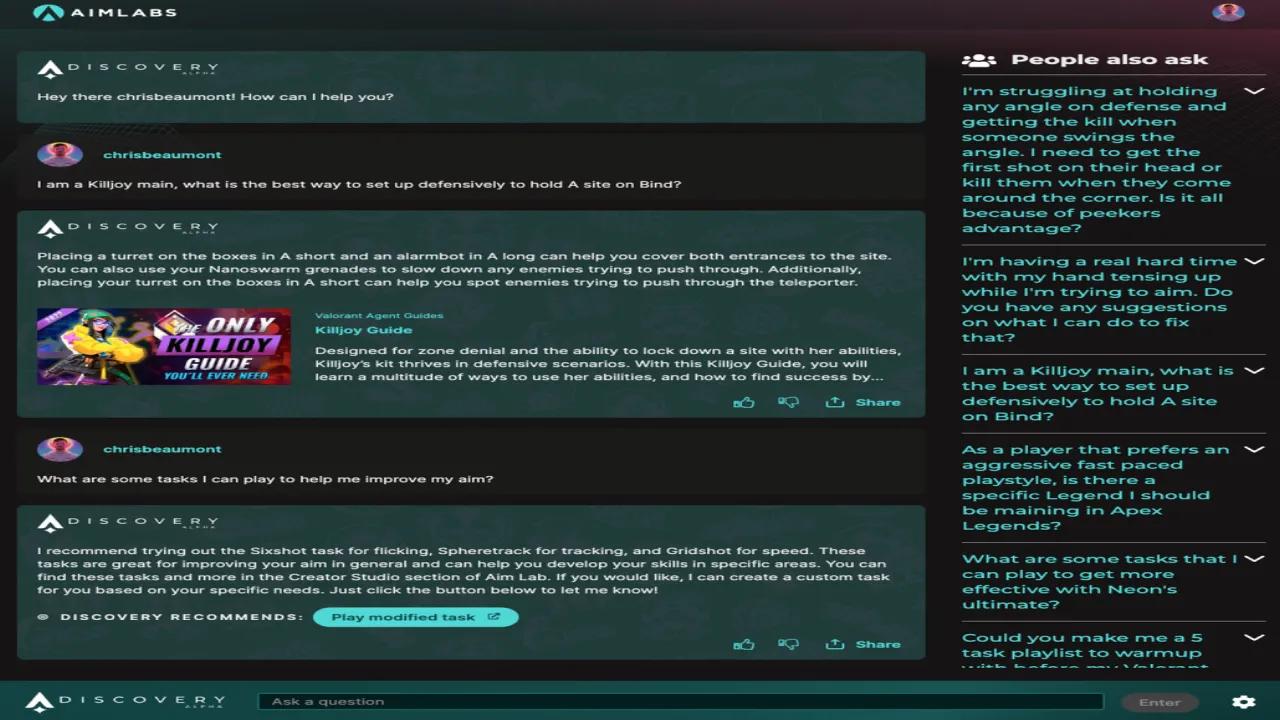 AIMLABS
DISCOVERY
ALPHA
Hey there chrisbeaumont! How can I help you?
chrisbeaumont
I am a Killjoy main, what is the best way to set up defensively to hold A site on Bind?
DISCOVERY
ALPHA
Placing a turret on the boxes in A short and an alarmbot in A long can help you cover both entrances to the site.
You can also use your Nanoswarm grenades to slow down any enemies trying to push through. Additionally,
placing your turret on the boxes in A short can help you spot enemies trying to push through the teleporter.
THE ONLY
KILLJOY
GUIDE
YOU'LL EVER NEED
Valorant Agent Guides
Killjoy Guide
Designed for zone denial and the ability to lock down a site with her abilities,
Killjoy's kit thrives in defensive scenarios. With this Killjoy Guide, you will
learn a multitude of ways to use her abilities, and how to find success by...
Share
chrisbeaumont
What are some tasks I can play to help me improve my aim?
DISCOVERY
ALPHA
I recommend trying out the Sixshot task for flicking, Spheretrack for tracking, and Gridshot for speed. These
tasks are great for improving your aim in general and can help you develop your skills in specific areas. You can
find these tasks and more in the Creator Studio section of Aim Lab. If you would like, I can create a custom task
for you based on your specific needs. Just click the button below to let me know!
DISCOVERY RECOMMENDS: Play modified task
Share
People also ask
I'm struggling at holding
any angle on defense and
getting the kill when
someone swings the
angle. I need to get the
first shot on their head or
kill them when they come
around the corner. Is it all
because of peekers
advantage?
I'm having a real hard time
with my hand tensing up
while I'm trying to aim. Do
you have any suggestions
on what I can do to fix
that?
I am a Killjoy main, what is
the best way to set up
defensively to hold A site
on Bind?
As a player that prefers an
aggressive fast paced
playstyle, is there a
specific Legend I should
be maining in Apex
Legends?
What are some tasks that I
can play to get more
effective with Neon's
ultimate?
Could you make me a 5
task playlist to warmup
with before my Valorant
DISCOVERY
ALPHA
Ask a question
Enter